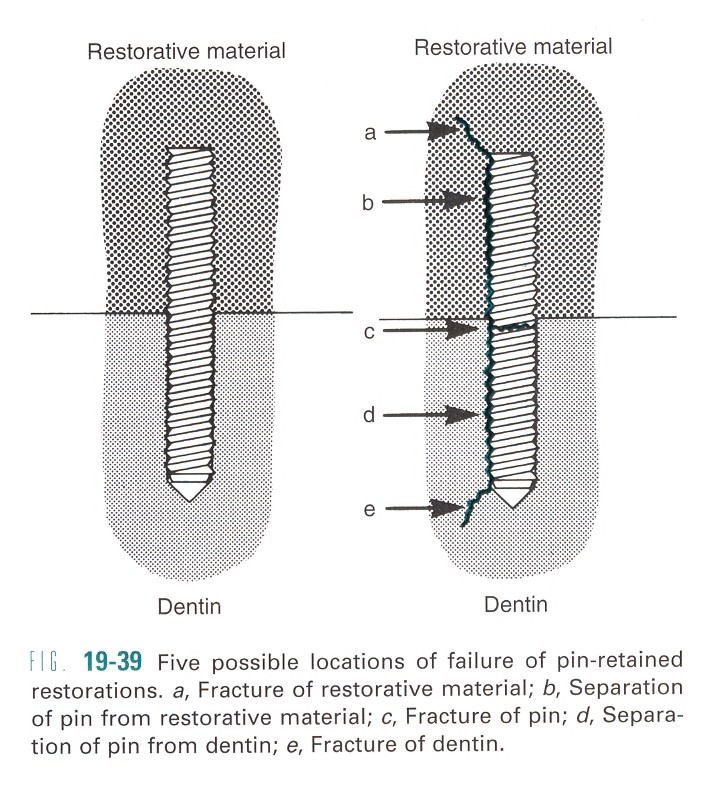 Restorative material
Restorative material
a
b
c
d
e
Dentin
Dentin
FIG. 19-39 Five possible locations of failure of pin-retained
restorations. a, Fracture of restorative material; b, Separation
of pin from restorative material; c, Fracture of pin; d, Separa-
tion of pin from dentin; e, Fracture of dentin.